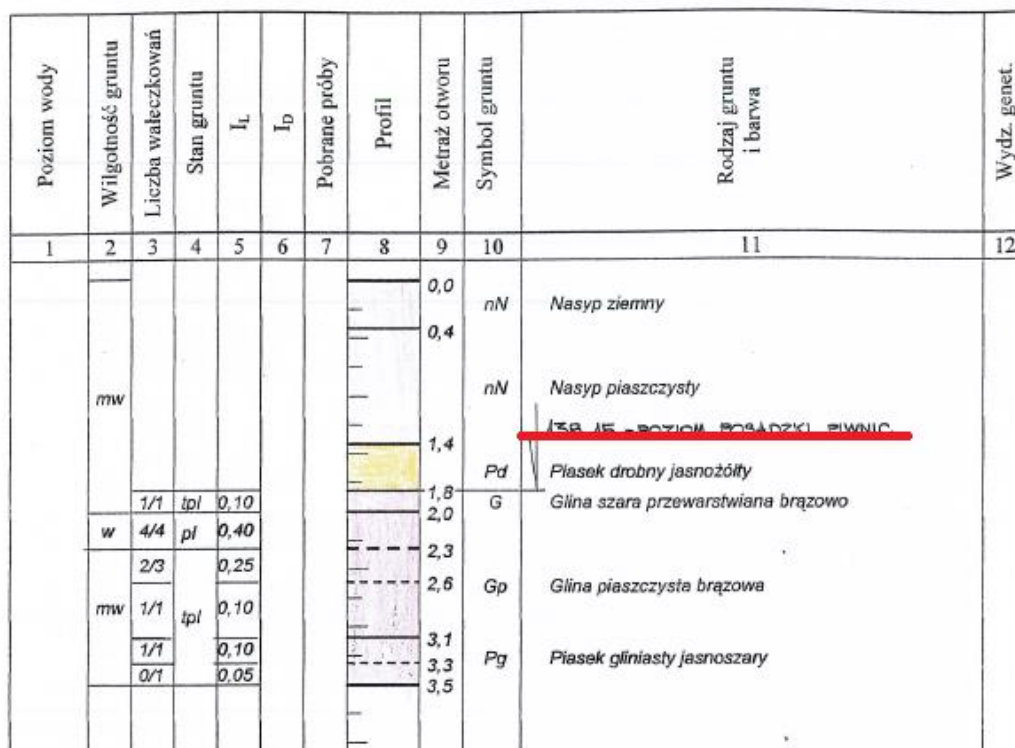 Poziom wody
Wilgotność gruntu
Liczba wałeczkowań
Stan gruntu
I_L
I_D
Pobrane próby
Profil
Metraż otworu
Symbol gruntu
Rodzaj gruntu
i barwa
Wydz. genet.
1 2 3 4 5 6 7 8 9 10 11 12
0,0
nN Nasyp ziemny
0,4
mw nN Nasyp piaszczysty
POZIOM POSADZKI PIWNIC
1,4
Pd Piasek drobny jasnożółty
1,8
1/1 tpl 0,10 G Glina szara przewarstwiana brązowo
2,0
w 4/4 pl 0,40
2,3
2/3 0,25
2,6
Gp Glina piaszczysta brązowa
mw 1/1 tpl 0,10
3,1
1/1 0,10 Pg Piasek gliniasty jasnoszary
3,3
0/1 0,05
3,5